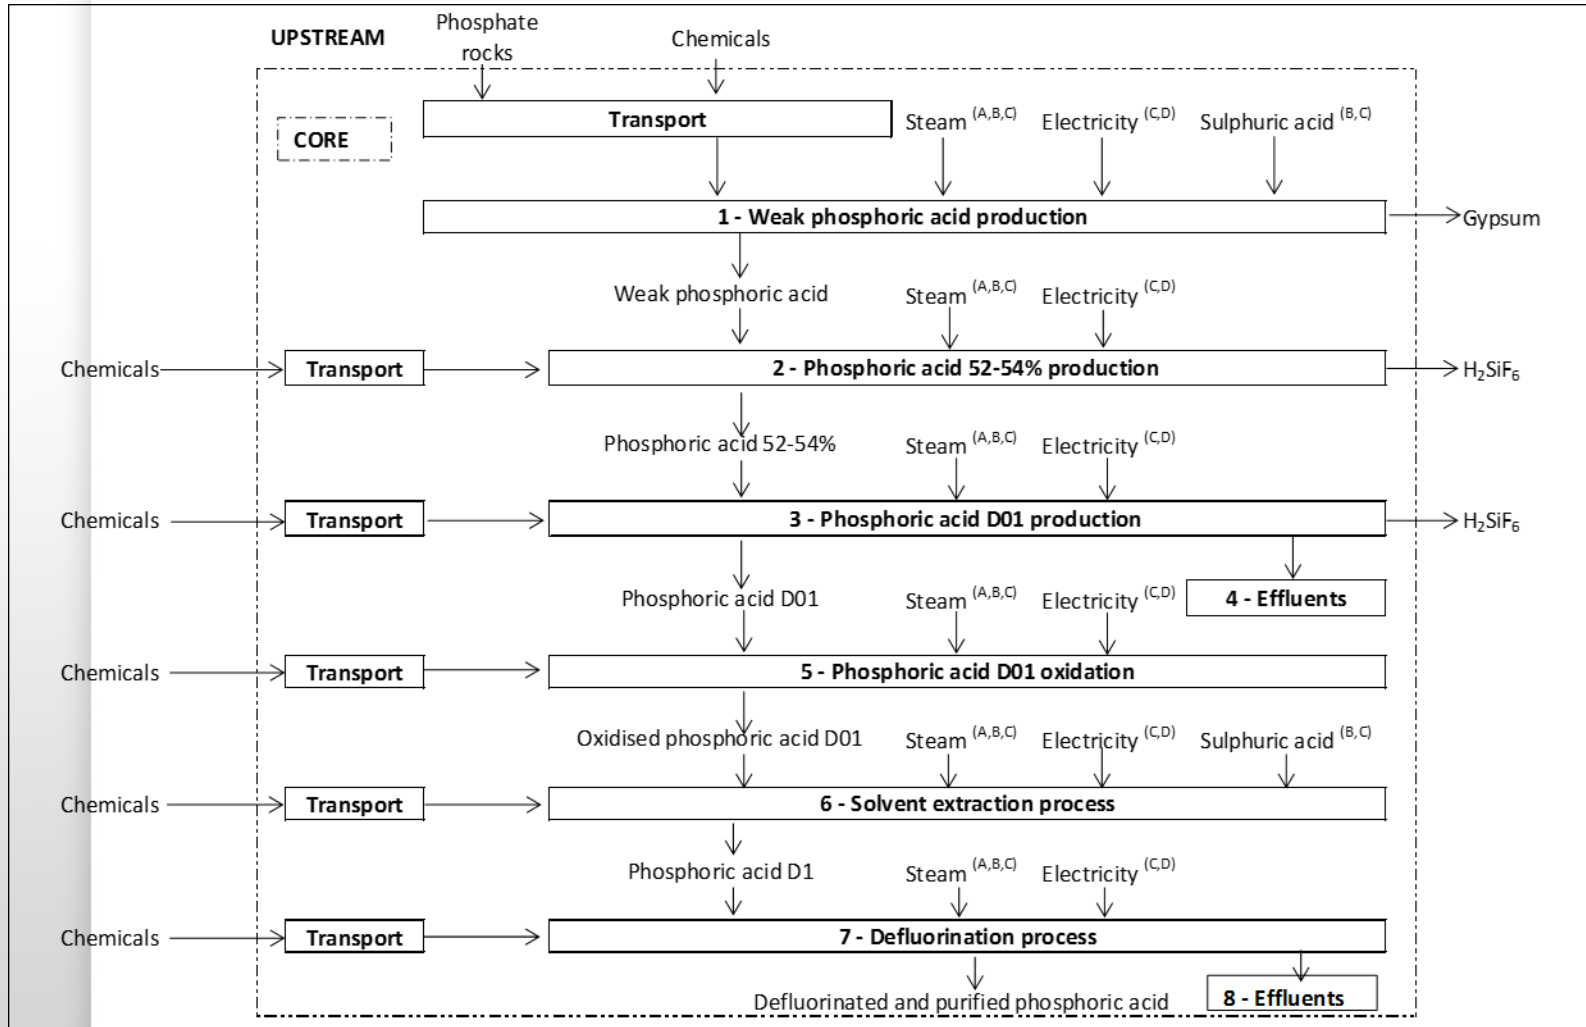 UPSTREAM
Phosphate
rocks
Chemicals
CORE
Transport
Steam (A,B,C)
Electricity (C,D)
Sulphuric acid (B,C)
1 - Weak phosphoric acid production
Gypsum
Weak phosphoric acid
Steam (A,B,C)
Electricity (C,D)
Chemicals
Transport
2 - Phosphoric acid 52-54% production
H₂SiF₆
Phosphoric acid 52-54%
Steam (A,B,C)
Electricity (C,D)
Chemicals
Transport
3 - Phosphoric acid D01 production
H₂SiF₆
Phosphoric acid D01
Steam (A,B,C)
Electricity (C,D)
4 - Effluents
Chemicals
Transport
5 - Phosphoric acid D01 oxidation
Oxidised phosphoric acid D01
Steam (A,B,C)
Electricity (C,D)
Sulphuric acid (B,C)
Chemicals
Transport
6 - Solvent extraction process
Phosphoric acid D1
Steam (A,B,C)
Electricity (C,D)
Chemicals
Transport
7 - Defluorination process
Defluorinated and purified phosphoric acid
8 - Effluents